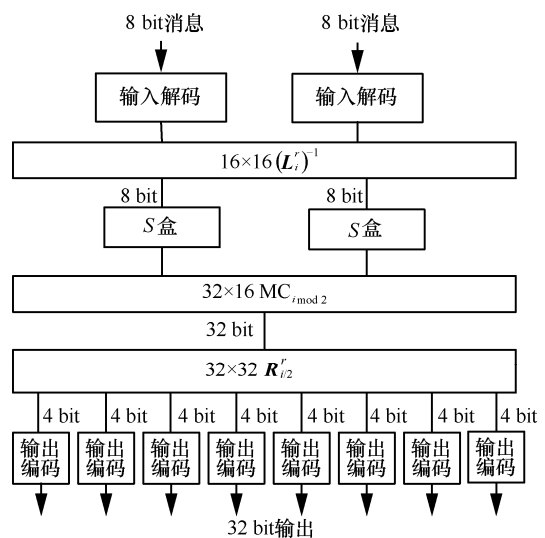 8 bit消息 8 bit消息
输入解码 输入解码
16×16 (L_i^r)^{-1}
8 bit 8 bit
S盒 S盒
32×16 MC_{i mod 2}
32 bit
32×32 R_{i/2}^r
4 bit 4 bit 4 bit 4 bit 4 bit 4 bit 4 bit 4 bit
输出 输出 输出 输出 输出 输出 输出 输出
编码 编码 编码 编码 编码 编码 编码 编码
32 bit输出